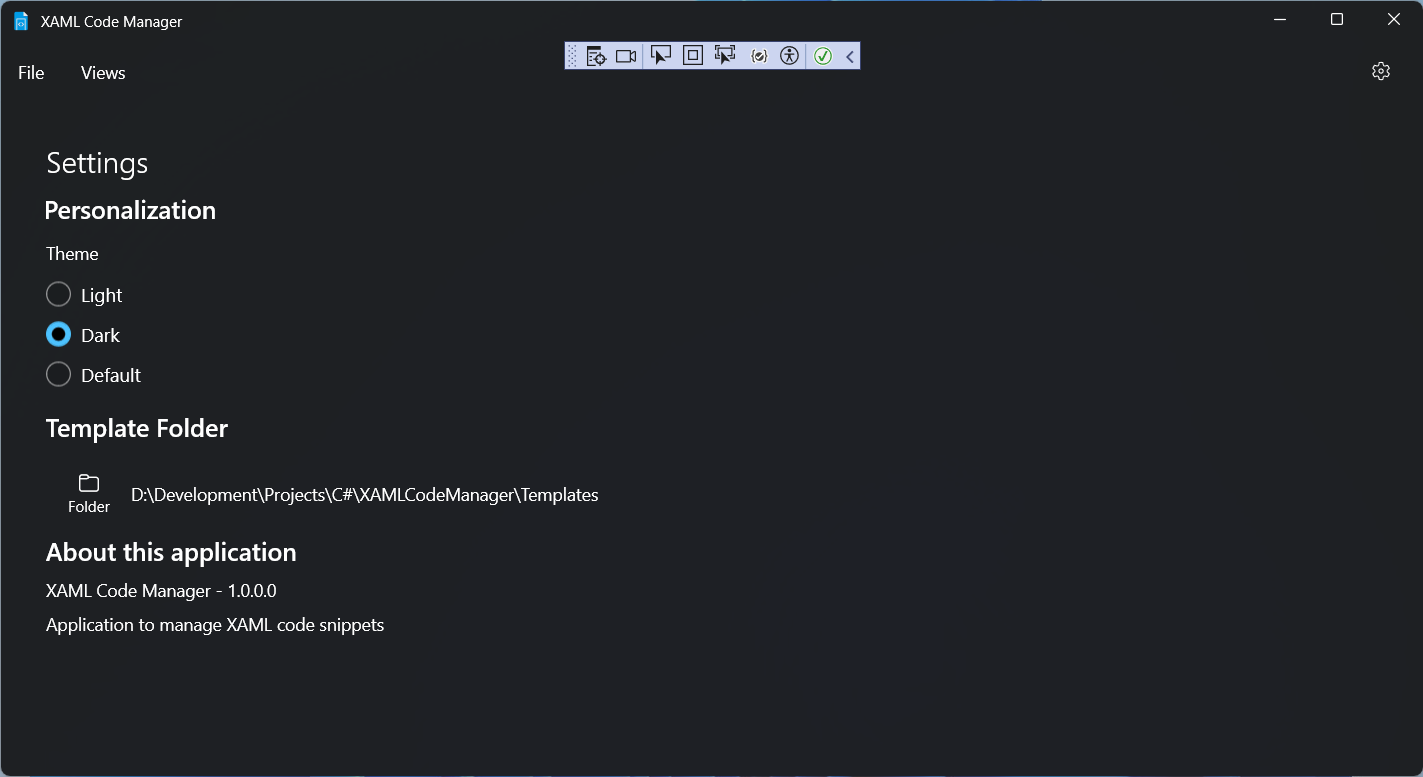 XAML Code Manager
File Views
Settings
Personalization
Theme
Light
Dark
Default
Template Folder
Folder
D:\Development\Projects\C#\XAMLCodeManager\Templates
About this application
XAML Code Manager - 1.0.0.0
Application to manage XAML code snippets